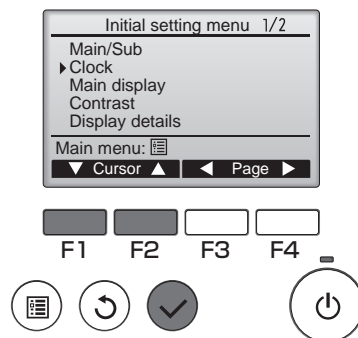 Initial setting menu 1/2
Main/Sub
Clock
Main display
Contrast
Display details
Main menu:
Cursor Page
F1 F2 F3 F4